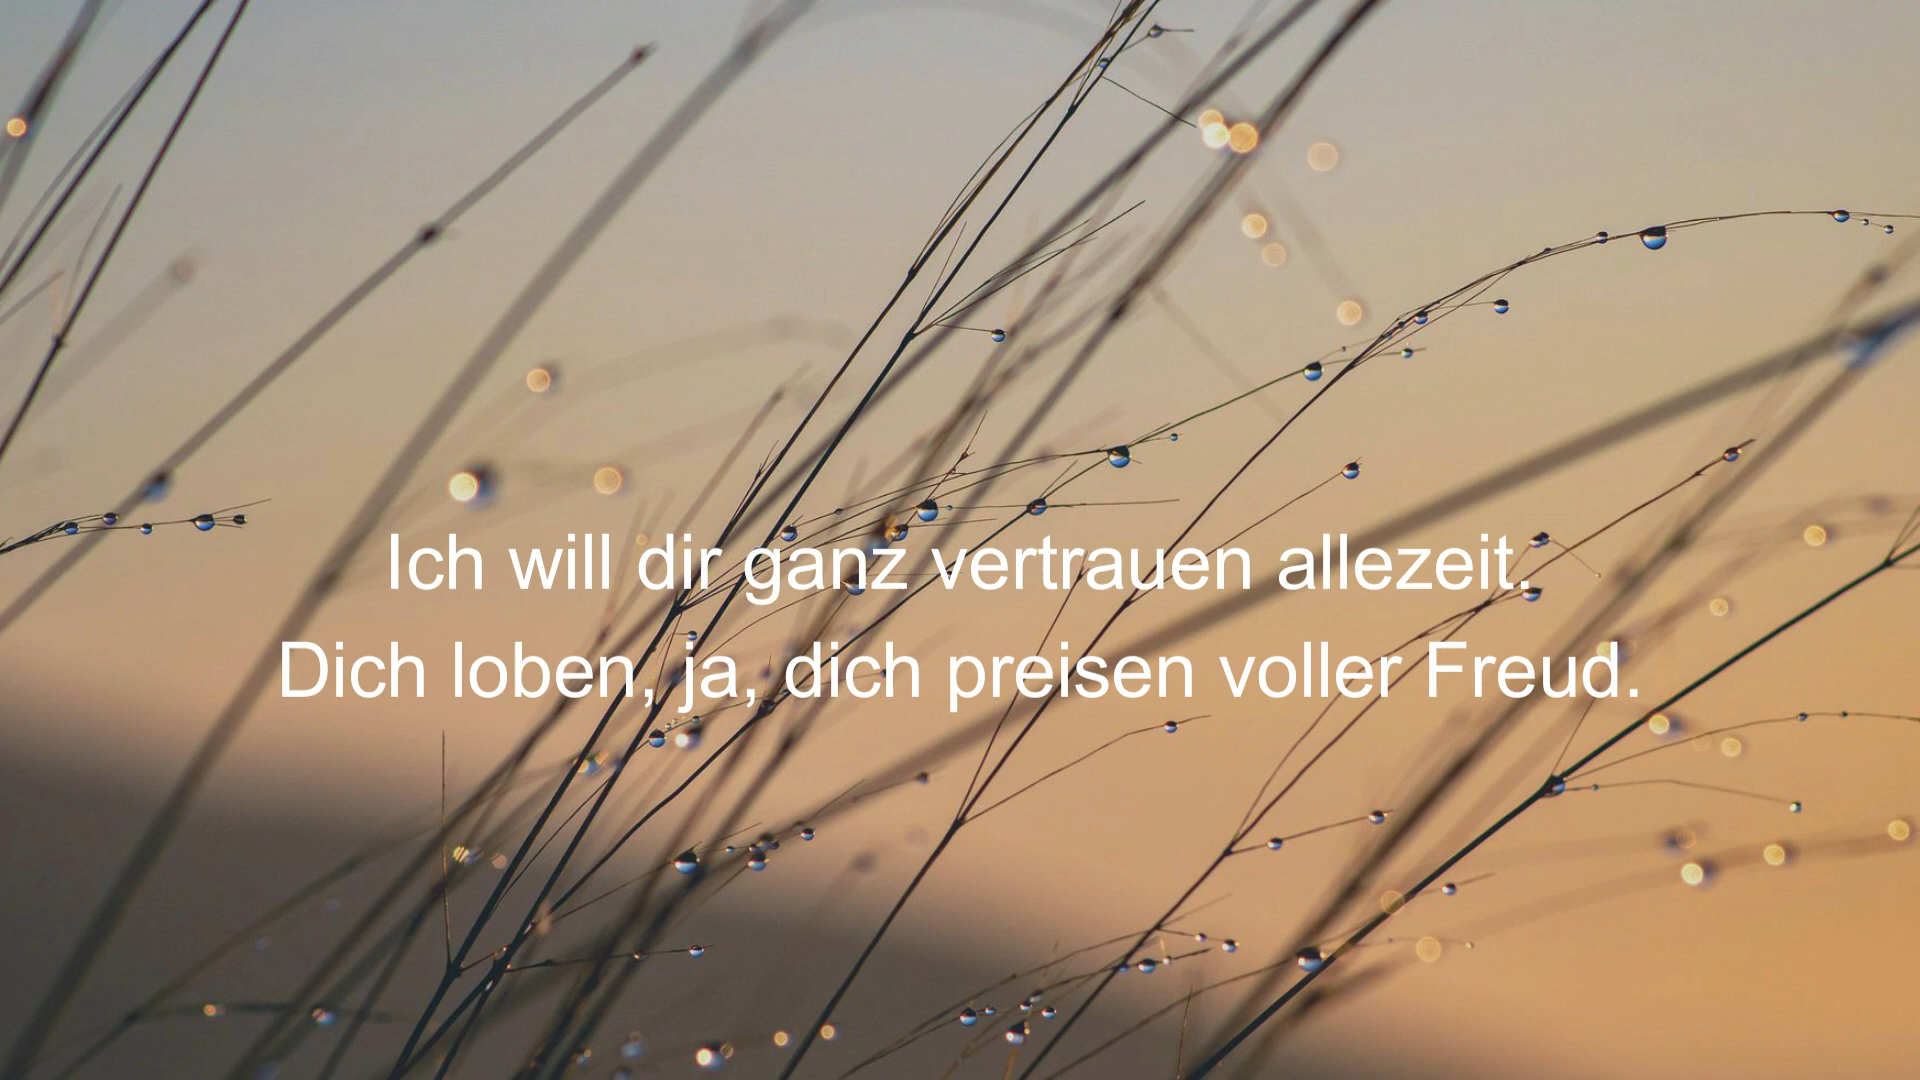 Ich will dir ganz vertrauen allezeit.
Dich loben, ja, dich preisen voller Freud.